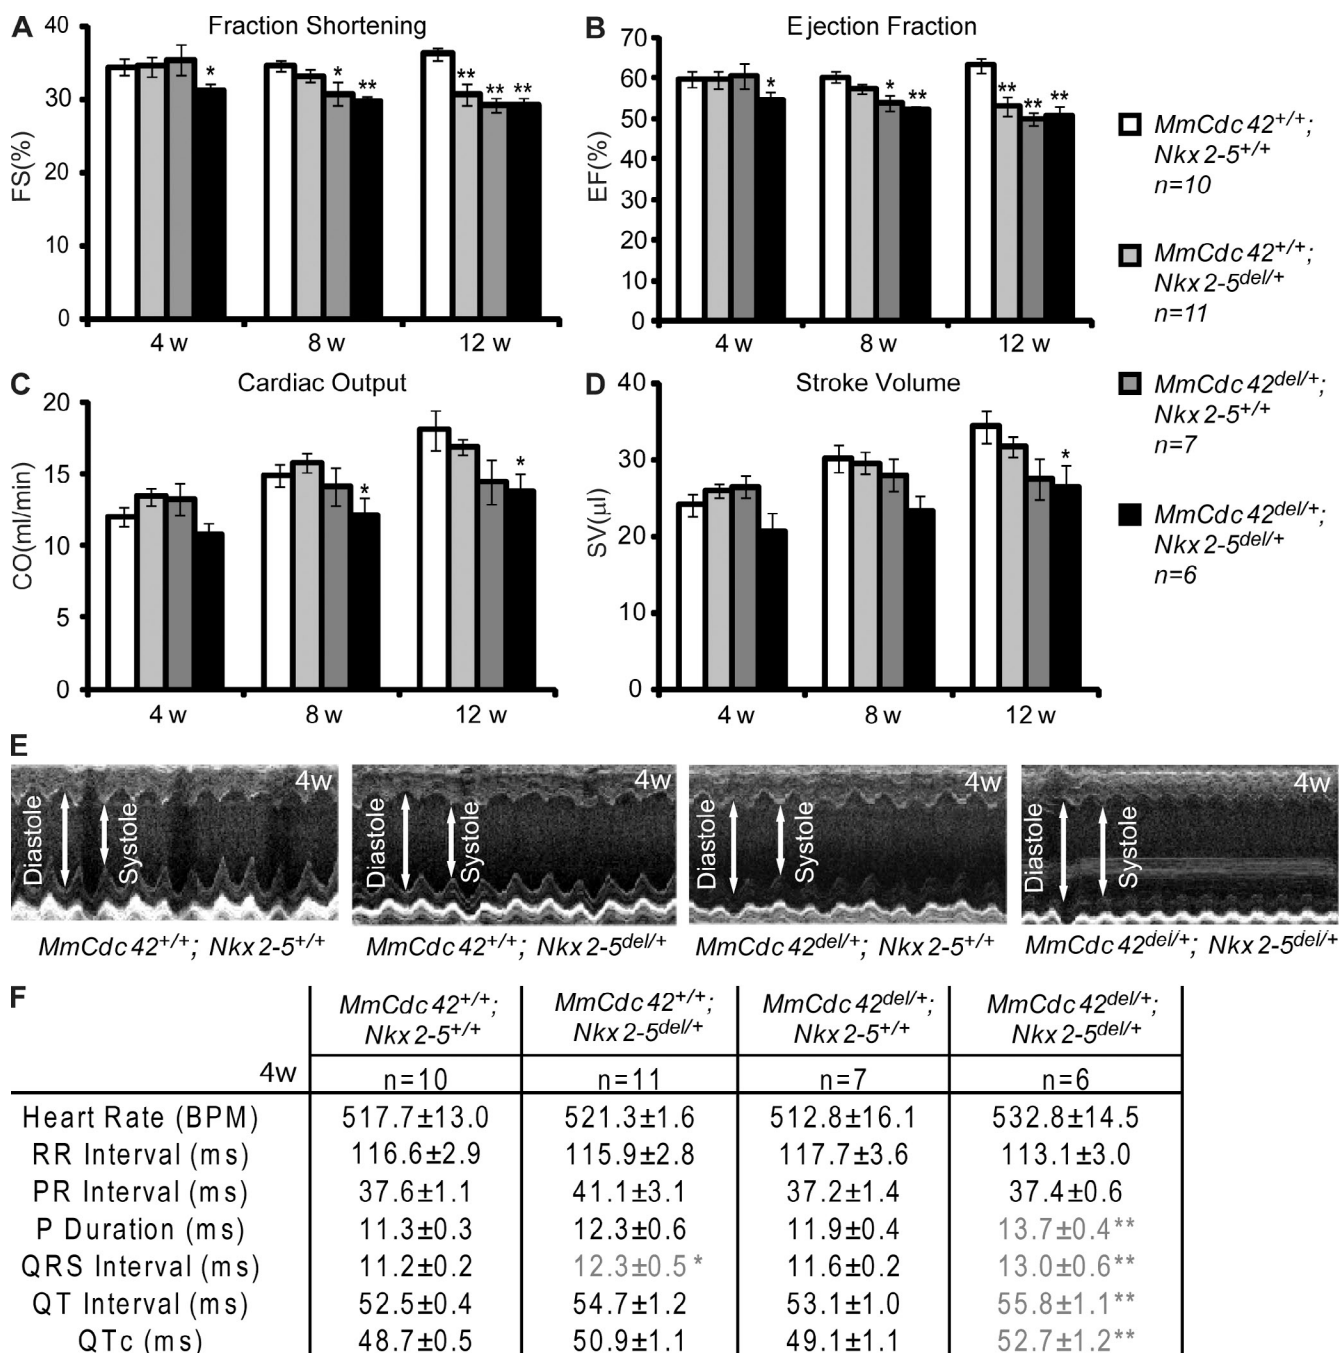 A Fraction Shortening
40
30
20
10
0
FS(%)
* * ** ** ** **
4 w 8 w 12 w
B Ejection Fraction
70
60
50
40
30
20
10
0
EF(%)
* * ** ** ** **
4 w 8 w 12 w
MmCdc42+/+;
Nkx2-5+/+
n=10
MmCdc42+/+;
Nkx2-5del/+
n=11
MmCdc42del/+;
Nkx2-5+/+
n=7
MmCdc42del/+;
Nkx2-5del/+
n=6
C Cardiac Output
20
15
10
5
0
CO(ml/min)
* *
4 w 8 w 12 w
D Stroke Volume
40
30
20
10
0
SV(µl)
*
4 w 8 w 12 w
E
4w
Diastole
Systole
MmCdc42+/+; Nkx2-5+/+
4w
Diastole
Systole
MmCdc42+/+; Nkx2-5del/+
4w
Diastole
Systole
MmCdc42del/+; Nkx2-5+/+
4w
Diastole
Systole
MmCdc42del/+; Nkx2-5del/+
F
MmCdc42+/+; MmCdc42+/+; MmCdc42del/+; MmCdc42del/+;
Nkx2-5+/+ Nkx2-5del/+ Nkx2-5+/+ Nkx2-5del/+
4w n=10 n=11 n=7 n=6
Heart Rate (BPM) 517.7±13.0 521.3±1.6 512.8±16.1 532.8±14.5
RR Interval (ms) 116.6±2.9 115.9±2.8 117.7±3.6 113.1±3.0
PR Interval (ms) 37.6±1.1 41.1±3.1 37.2±1.4 37.4±0.6
P Duration (ms) 11.3±0.3 12.3±0.6 11.9±0.4 13.7±0.4**
QRS Interval (ms) 11.2±0.2 12.3±0.5* 11.6±0.2 13.0±0.6**
QT Interval (ms) 52.5±0.4 54.7±1.2 53.1±1.0 55.8±1.1**
QTc (ms) 48.7±0.5 50.9±1.1 49.1±1.1 52.7±1.2**